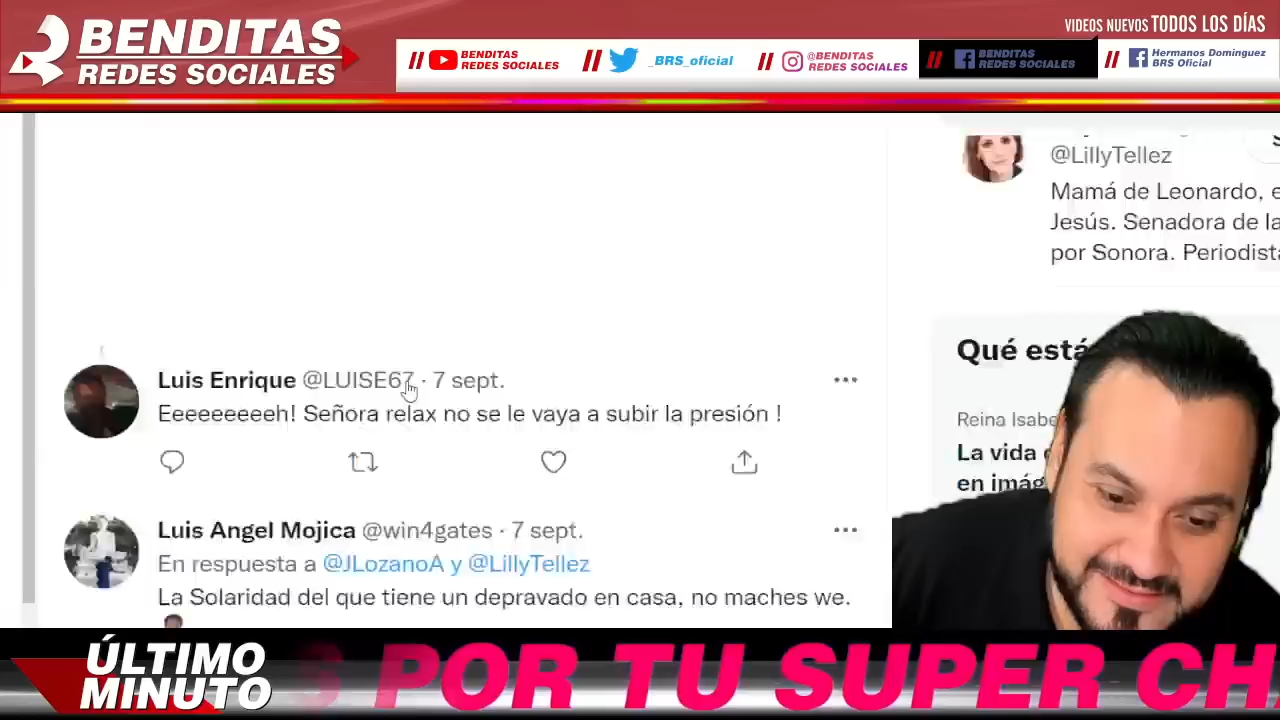 BENDITAS
REDES SOCIALES
VIDEOS NUEVOS TODOS LOS DÍAS
// BENDITAS
REDES SOCIALES
// _BRS_oficial
// @BENDITAS
REDES SOCIALES
// BENDITAS
REDES SOCIALES
// Hermanos Dominguez
BRS Oficial
@LillyTellez
Mamá de Leonardo, e
Jesús. Senadora de la
por Sonora. Periodista
Luis Enrique @LUISE67 · 7 sept.
Eeeeeeeeeh! Señora relax no se le vaya a subir la presión !
Luis Angel Mojica @win4gates · 7 sept.
En respuesta a @JLozanoA y @LillyTellez
La Solaridad del que tiene un depravado en casa, no maches we.
Qué está
Reina Isabe
La vida
en imág
ÚLTIMO
MINUTO
S POR TU SUPER CH